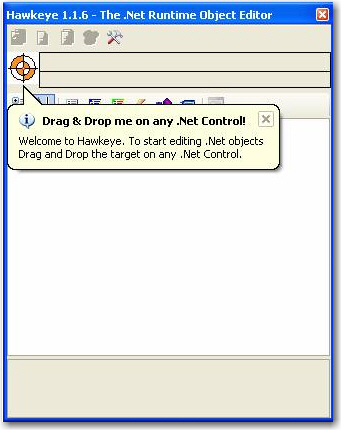 Hawkeye 1.1.6 - The .Net Runtime Object Editor
Drag & Drop me on any .Net Control!
Welcome to Hawkeye. To start editing .Net objects
Drag and Drop the target on any .Net Control.